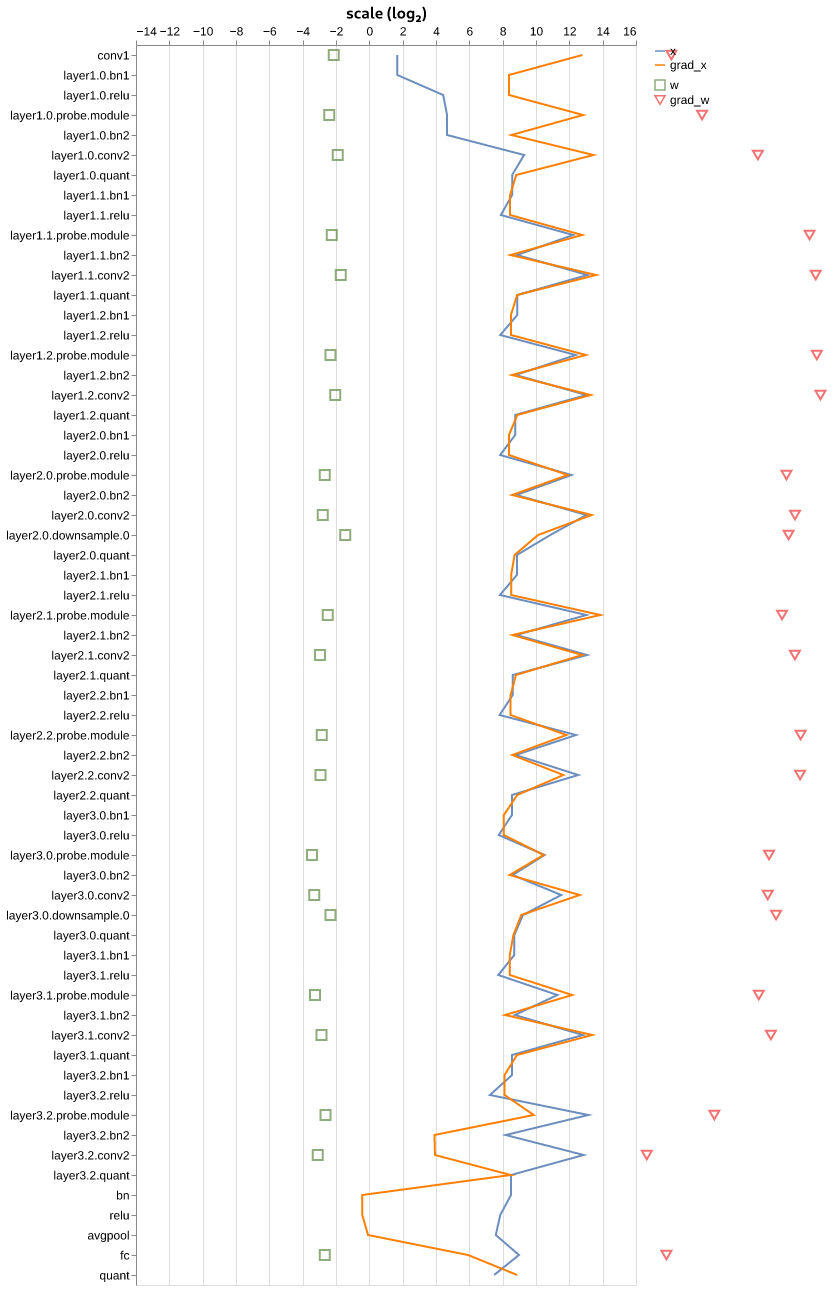 scale (log₂)
−14 −12 −10 −8 −6 −4 −2 0 2 4 6 8 10 12 14 16
x
grad_x
w
grad_w
conv1
layer1.0.bn1
layer1.0.relu
layer1.0.probe.module
layer1.0.bn2
layer1.0.conv2
layer1.0.quant
layer1.1.bn1
layer1.1.relu
layer1.1.probe.module
layer1.1.bn2
layer1.1.conv2
layer1.1.quant
layer1.2.bn1
layer1.2.relu
layer1.2.probe.module
layer1.2.bn2
layer1.2.conv2
layer1.2.quant
layer2.0.bn1
layer2.0.relu
layer2.0.probe.module
layer2.0.bn2
layer2.0.conv2
layer2.0.downsample.0
layer2.0.quant
layer2.1.bn1
layer2.1.relu
layer2.1.probe.module
layer2.1.bn2
layer2.1.conv2
layer2.1.quant
layer2.2.bn1
layer2.2.relu
layer2.2.probe.module
layer2.2.bn2
layer2.2.conv2
layer2.2.quant
layer3.0.bn1
layer3.0.relu
layer3.0.probe.module
layer3.0.bn2
layer3.0.conv2
layer3.0.downsample.0
layer3.0.quant
layer3.1.bn1
layer3.1.relu
layer3.1.probe.module
layer3.1.bn2
layer3.1.conv2
layer3.1.quant
layer3.2.bn1
layer3.2.relu
layer3.2.probe.module
layer3.2.bn2
layer3.2.conv2
layer3.2.quant
bn
relu
avgpool
fc
quant